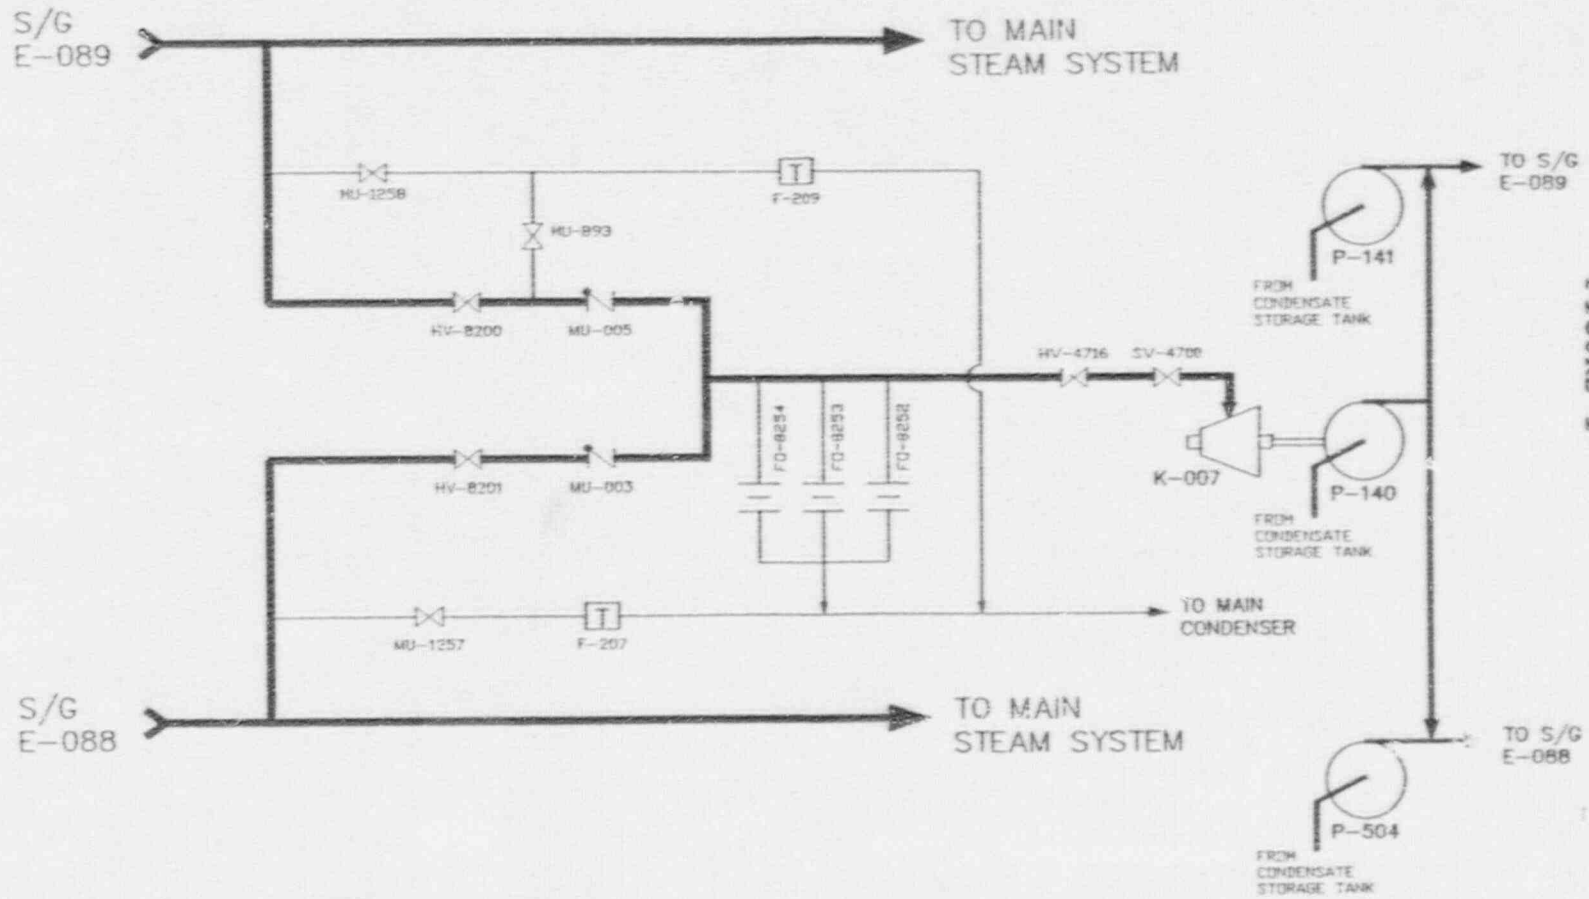 S/G
E-089
TO MAIN
STEAM SYSTEM
MU-1258
T
F-209
MU-893
HV-8200
MU-005
P-141
FROM
CONDENSATE
STORAGE TANK
TO S/G
E-089
HV-4716
SV-4700
FO-8254
FO-8253
FO-8252
K-007
P-140
FROM
CONDENSATE
STORAGE TANK
HV-8201
MU-003
MU-1257
T
F-207
TO MAIN
CONDENSER
S/G
E-088
TO MAIN
STEAM SYSTEM
TO S/G
E-088
P-504
FROM
CONDENSATE
STORAGE TANK